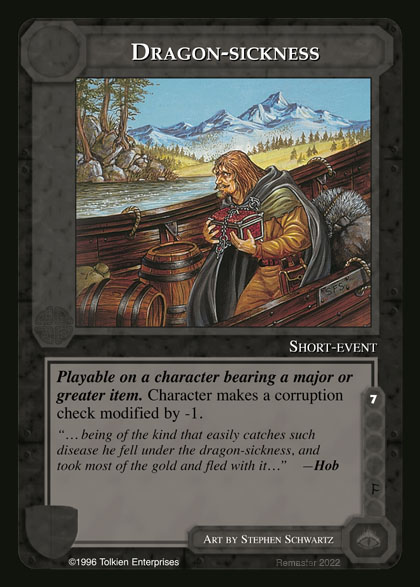 DRAGON-SICKNESS
SFSC
SHORT-EVENT
Playable on a character bearing a major or
greater item. Character makes a corruption
check modified by -1.
7
“… being of the kind that easily catches such
disease he fell under the dragon-sickness, and
took most of the gold and fled with it…” —Hob
F
ART BY STEPHEN SCHWARTZ
©1996 Tolkien Enterprises
Remaster 2022